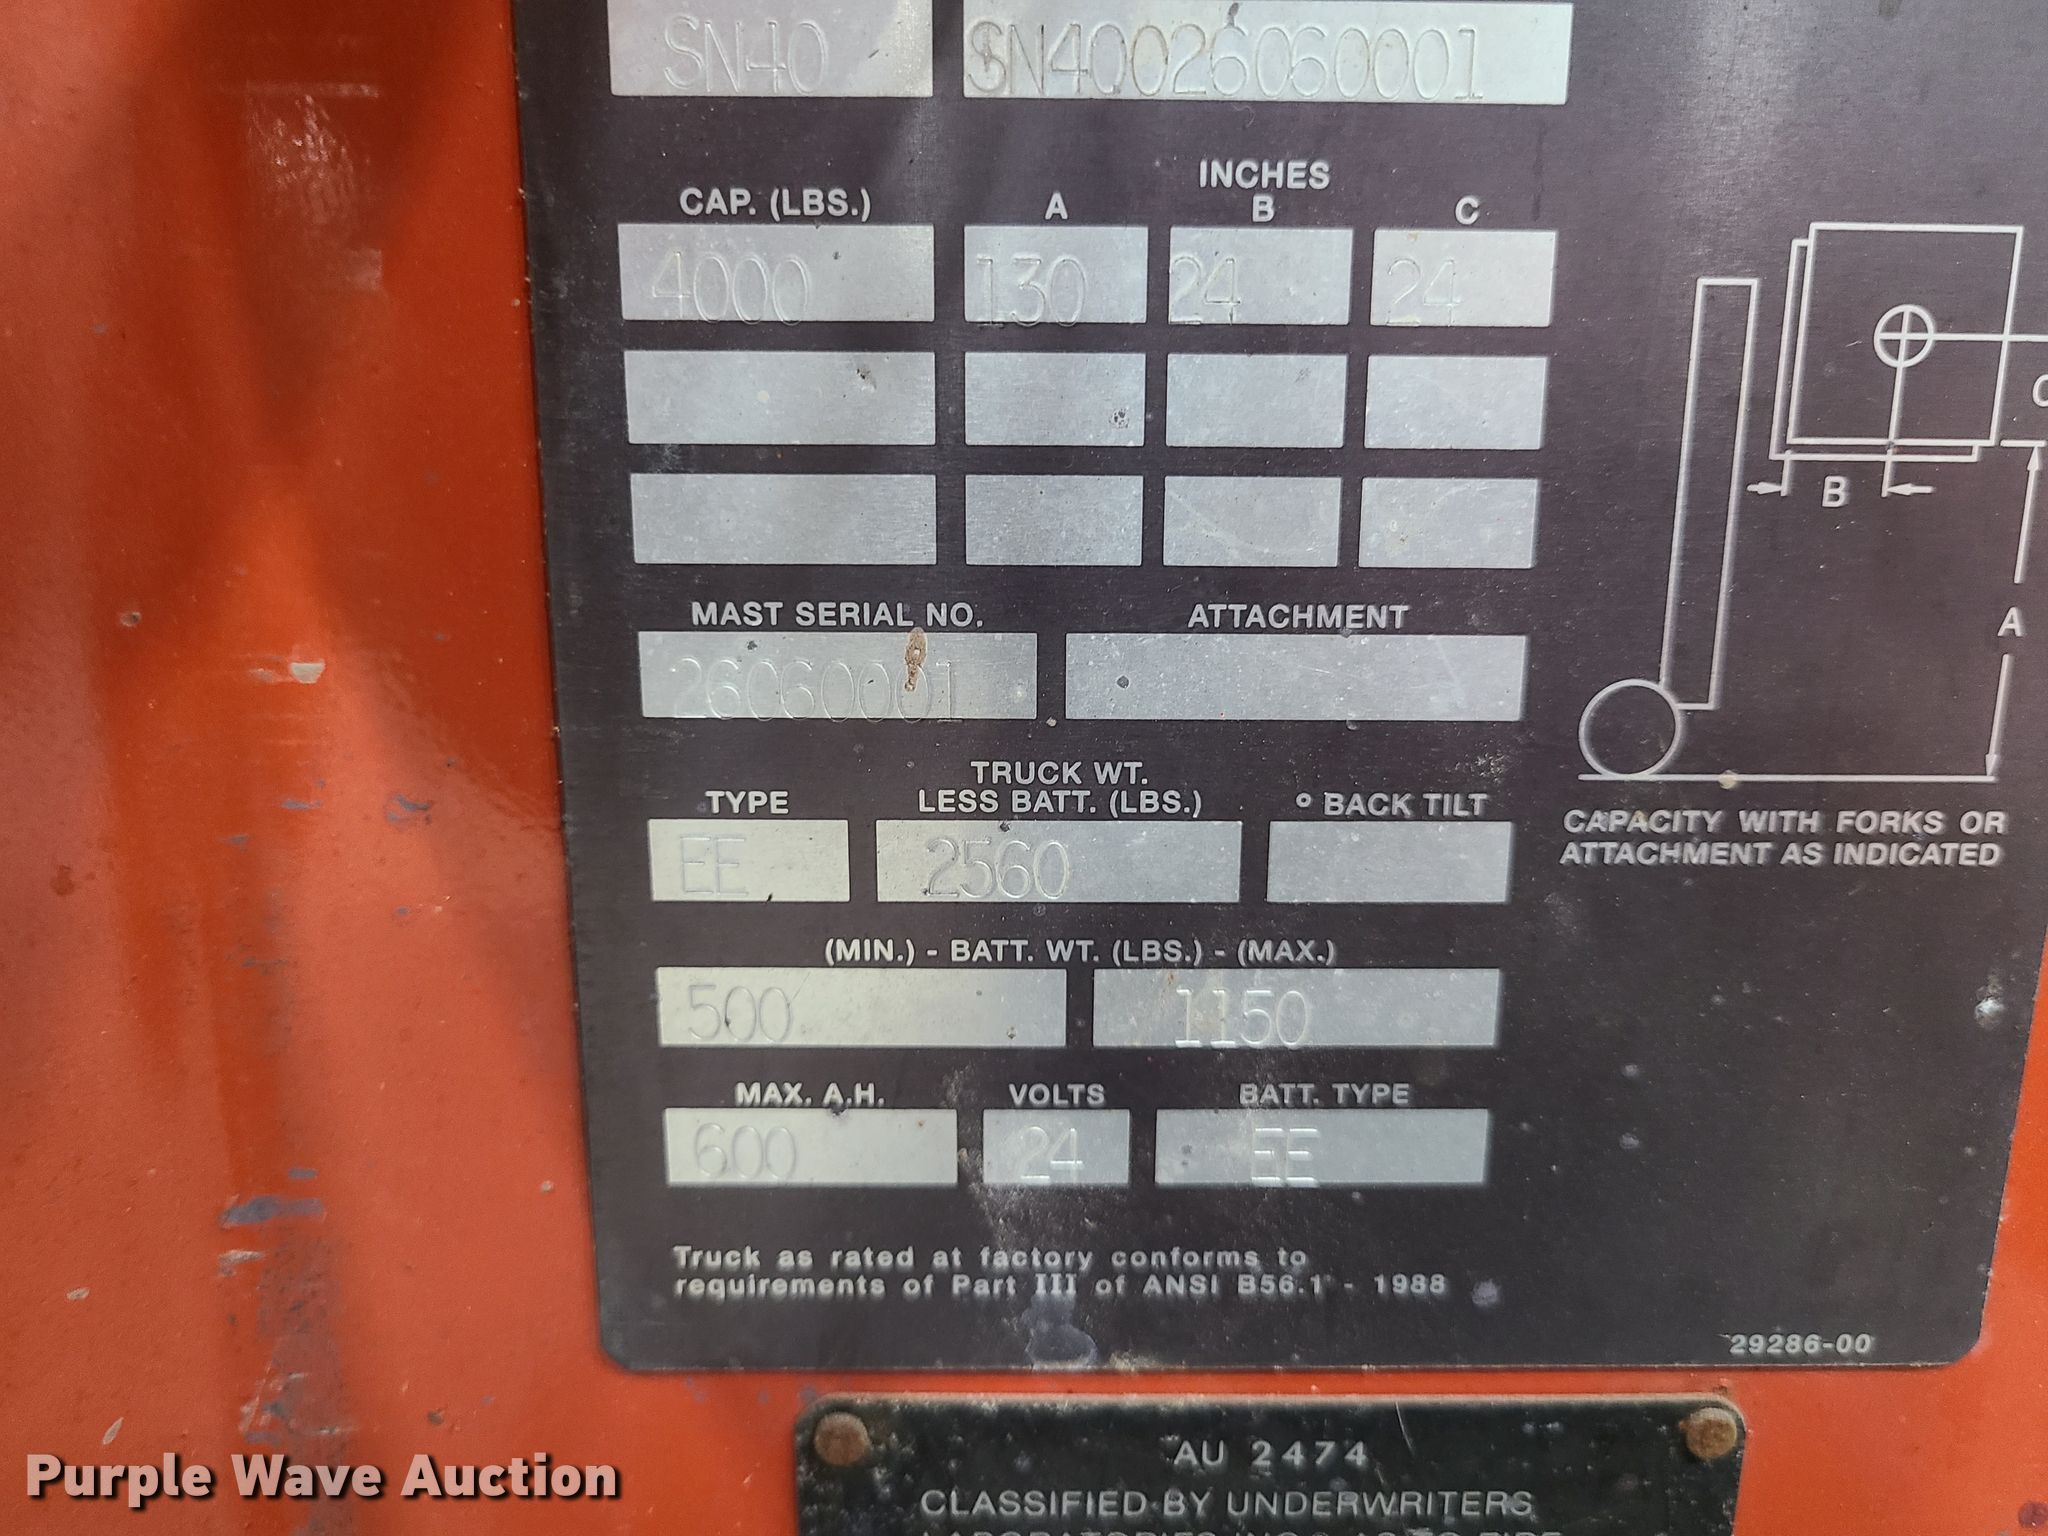 SN40 SN40026060001
INCHES
CAP. (LBS.) A B C
4000 130 24 24
C
B
A
MAST SERIAL NO. ATTACHMENT
26060001
TRUCK WT.
TYPE LESS BATT. (LBS.) ° BACK TILT
EE 2560
CAPACITY WITH FORKS OR
ATTACHMENT AS INDICATED
(MIN.) - BATT. WT. (LBS.) - (MAX.)
500 1150
MAX. A.H. VOLTS BATT. TYPE
600 24 EE
Truck as rated at factory conforms to
requirements of Part III of ANSI B56.1 - 1988
29286-00
AU 2474
CLASSIFIED BY UNDERWRITERS
Purple Wave Auction